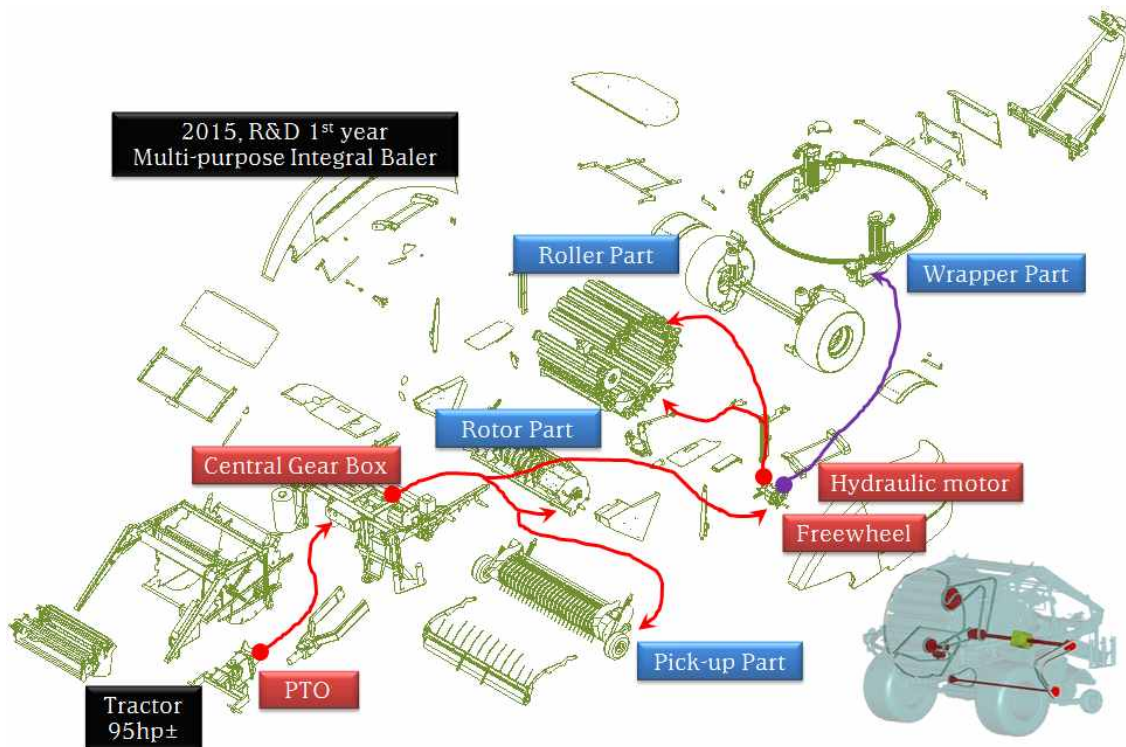 2015, R&D 1st year
Multi-purpose Integral Baler
Roller Part
Wrapper Part
Rotor Part
Central Gear Box
Hydraulic motor
Freewheel
Pick-up Part
PTO
Tractor
95hp±